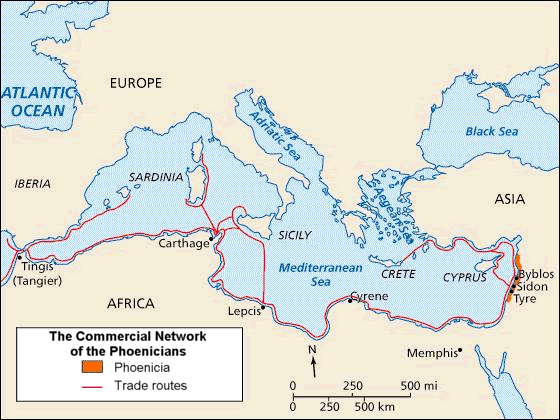 EUROPE
ATLANTIC
OCEAN
Adriatic Sea
Black Sea
IBERIA
SARDINIA
ASIA
Aegean Sea
SICILY
Carthage
Mediterranean
Sea
CRETE
CYPRUS
Byblos
Sidon
Tyre
Tingis
(Tangier)
AFRICA
Lepcis
Cyrene
Memphis
The Commercial Network
of the Phoenicians
Phoenicia
Trade routes
N
0 250 500 mi
0 250 500 km